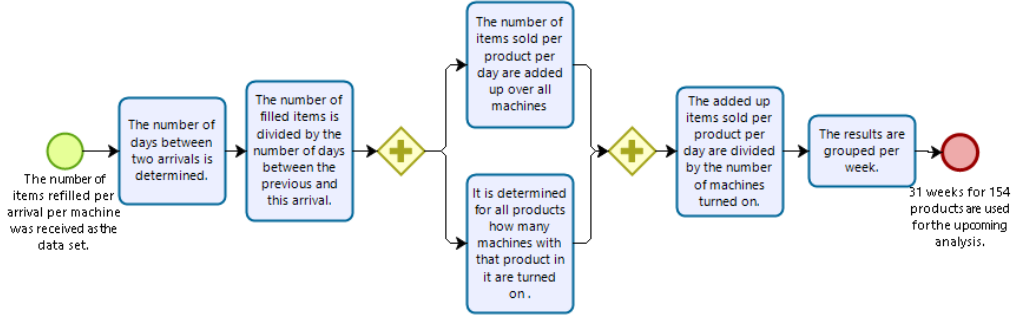 The number of
items refilled per
arrival per machine
was received as the
data set.
The number of
days between
two arrivals is
determined.
The number of
filled items is
divided by the
number of days
between the
previous and
this arrival.
The number of
items sold per
product per
day are added
up over all
machines
It is determined
for all products
how many
machines with
that product in
it are turned
on .
The added up
items sold per
product per
day are divided
by the number
of machines
turned on.
The results are
grouped per
week.
31 weeks for 154
products are used
for the upcoming
analysis.